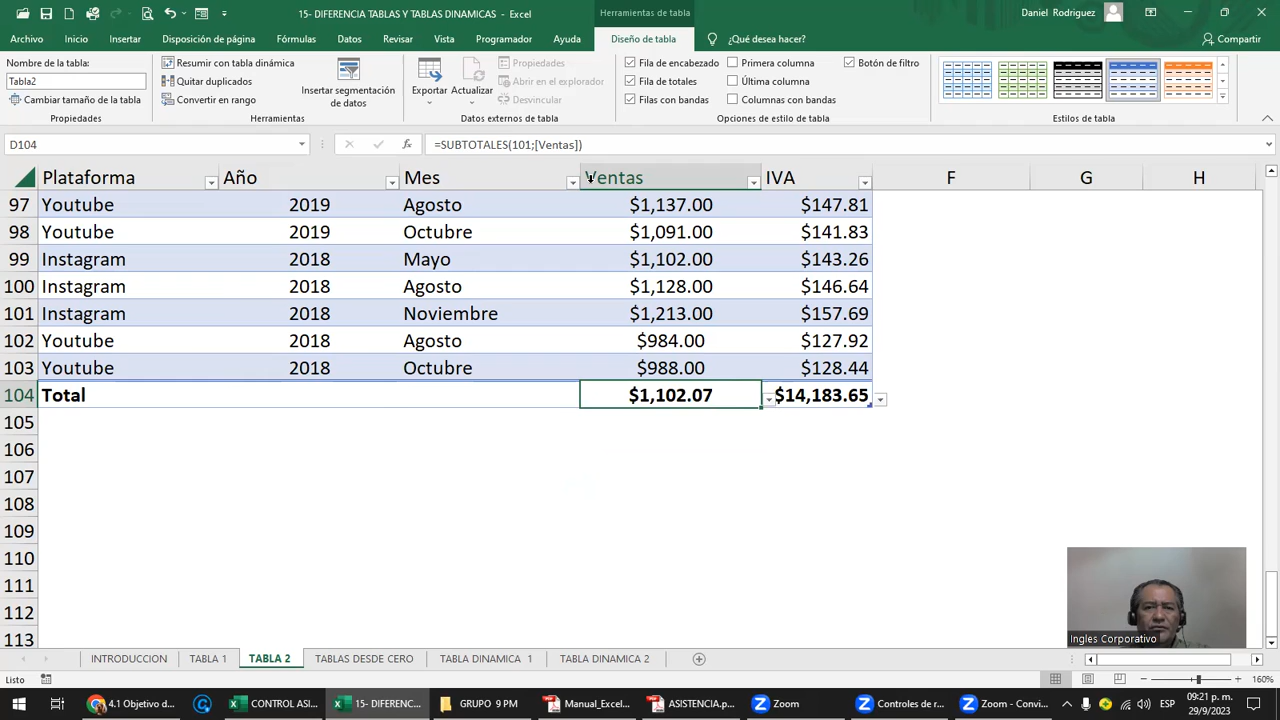 15- DIFERENCIA TABLAS Y TABLAS DINAMICAS - Excel
Herramientas de tabla
Daniel Rodriguez
Archivo Inicio Insertar Disposición de página Fórmulas Datos Revisar Vista Programador Ayuda Diseño de tabla ¿Qué desea hacer? Compartir
Nombre de la tabla:
Tabla2
Cambiar tamaño de la tabla
Propiedades
Resumir con tabla dinámica
Quitar duplicados
Convertir en rango
Insertar segmentación
de datos
Herramientas
Exportar Actualizar
Propiedades
Abrir en el explorador
Desvincular
Datos externos de tabla
Fila de encabezado Primera columna Botón de filtro
Fila de totales Última columna
Filas con bandas Columnas con bandas
Opciones de estilo de tabla
Estilos de tabla
D104 fx =SUBTOTALES(101;[Ventas])
Plataforma Año Mes Ventas IVA F G H
97 Youtube 2019 Agosto $1,137.00 $147.81
98 Youtube 2019 Octubre $1,091.00 $141.83
99 Instagram 2018 Mayo $1,102.00 $143.26
100 Instagram 2018 Agosto $1,128.00 $146.64
101 Instagram 2018 Noviembre $1,213.00 $157.69
102 Youtube 2018 Agosto $984.00 $127.92
103 Youtube 2018 Octubre $988.00 $128.44
104 Total $1,102.07 $14,183.65
105
106
107
108
109
110
111
112
113
Ingles Corporativo
INTRODUCCION TABLA 1 TABLA 2 TABLAS DESDE CERO TABLA DINAMICA 1 TABLA DINAMICA 2
Listo 160%
4.1 Objetivo d... CONTROL ASI... 15- DIFERENC... GRUPO 9 PM Manual_Excel... ASISTENCIA.p... Zoom Controles de r... Zoom - Convi... ESP 09:21 p. m.
29/9/2023